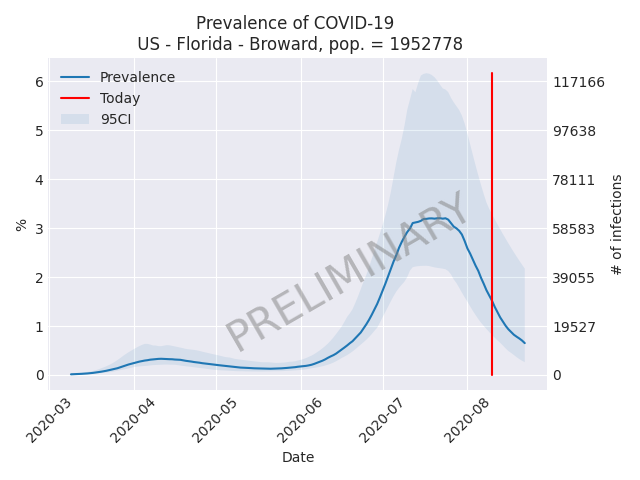 Prevalence of COVID-19
US - Florida - Broward, pop. = 1952778
Prevalence
Today
95CI
6
5
4
3
2
1
0
%
117166
97638
78111
58583
39055
19527
0
# of infections
PRELIMINARY
2020-03
2020-04
2020-05
2020-06
2020-07
2020-08
Date